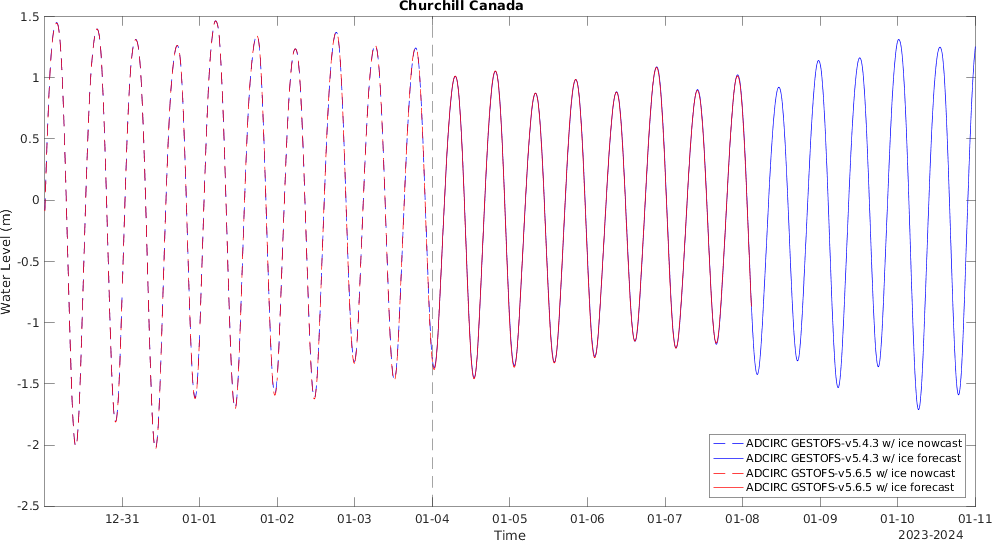 Churchill Canada
1.5
1
0.5
0
-0.5
-1
-1.5
-2
-2.5
Water Level (m)
ADCIRC GESTOFS-v5.4.3 w/ ice nowcast
ADCIRC GESTOFS-v5.4.3 w/ ice forecast
ADCIRC GSTOFS-v5.6.5 w/ ice nowcast
ADCIRC GSTOFS-v5.6.5 w/ ice forecast
12-31 01-01 01-02 01-03 01-04 01-05 01-06 01-07 01-08 01-09 01-10 01-11
Time
2023-2024